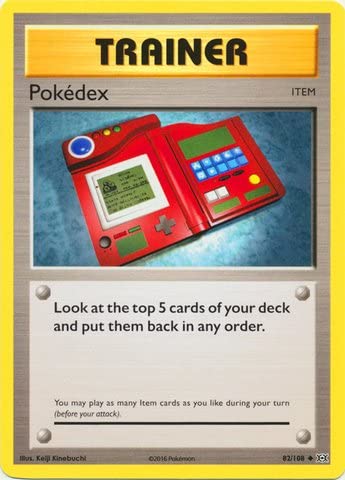 TRAINER
Pokédex
ITEM
Look at the top 5 cards of your deck
and put them back in any order.
You may play as many Item cards as you like during your turn
(before your attack).
Illus. Keiji Kinebuchi
©2016 Pokémon
82/108